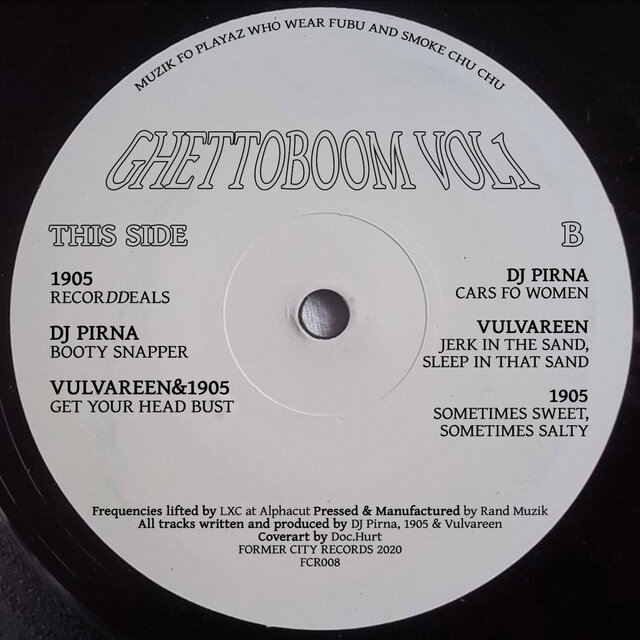 MUZIK FO PLAYAZ WHO WEAR FUBU AND SMOKE CHU CHU
GHETTOBOOM VOL1
THIS SIDE
1905
RECORDDEALS
DJ PIRNA
BOOTY SNAPPER
VULVAREEN&1905
GET YOUR HEAD BUST
B
DJ PIRNA
CARS FO WOMEN
VULVAREEN
JERK IN THE SAND,
SLEEP IN THAT SAND
1905
SOMETIMES SWEET,
SOMETIMES SALTY
Frequencies lifted by LXC at Alphacut Pressed & Manufactured by Rand Muzik
All tracks written and produced by DJ Pirna, 1905 & Vulvareen
Coverart by Doc.Hurt
FORMER CITY RECORDS 2020
FCR008